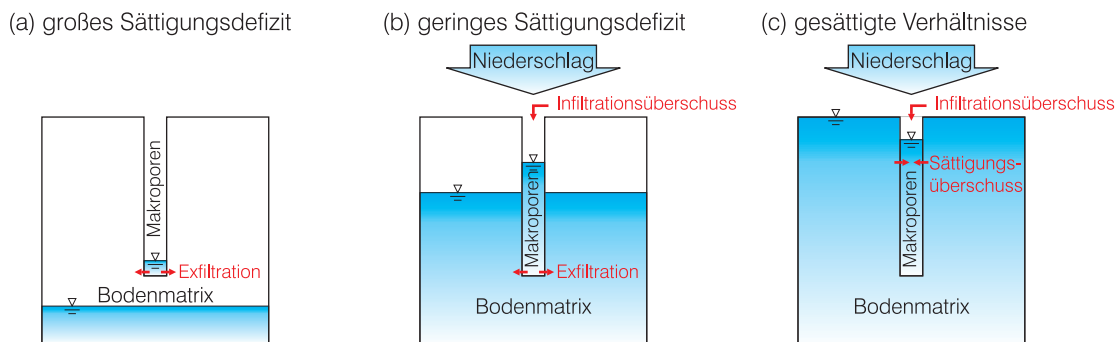 (a) großes Sättigungsdefizit
Makroporen
Exfiltration
Bodenmatrix
(b) geringes Sättigungsdefizit
Niederschlag
Infiltrationsüberschuss
Makroporen
Exfiltration
Bodenmatrix
(c) gesättigte Verhältnisse
Niederschlag
Infiltrationsüberschuss
Makroporen
Sättigungs-
überschuss
Bodenmatrix